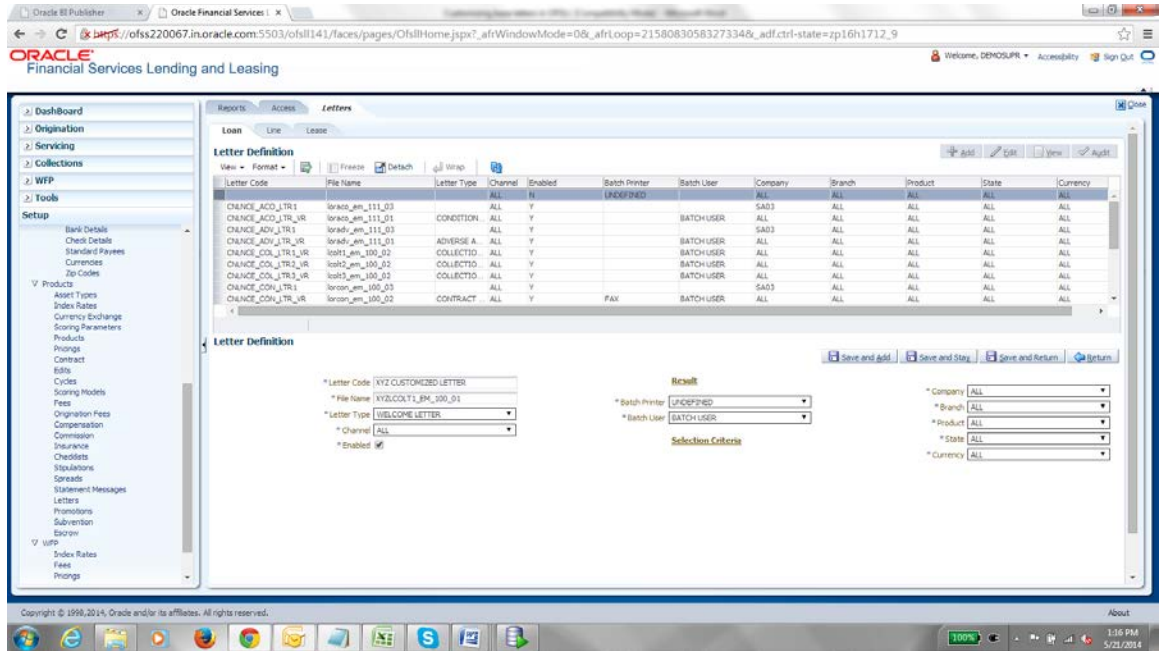 Oracle BI Publisher
Oracle Financial Services L
https://ofss220067.in.oracle.com:5503/ofsll141/faces/pages/OfsllHome.jspx?_afrWindowMode=0&_afrLoop=2158083058327334&_adf.ctrl-state=zp16h1712_9
ORACLE
Financial Services Lending and Leasing
Welcome, DEMOSUPR Accessibility Sign Out
DashBoard
Origination
Servicing
Collections
WFP
Tools
Setup
Bank Details
Check Details
Standard Payees
Currencies
Zip Codes
Products
Asset Types
Index Rates
Currency Exchange
Scoring Parameters
Products
Pricings
Contract
Edits
Cycles
Scoring Models
Fees
Origination Fees
Compensation
Commission
Insurance
Checklists
Stipulations
Spreads
Statement Messages
Letters
Promotions
Subvention
Escrow
WFP
Index Rates
Fees
Pricings
Reports Access Letters Close
Loan Line Lease
Letter Definition
Add Edit View Audit
View Format Freeze Detach Wrap
Letter Code File Name Letter Type Channel Enabled Batch Printer Batch User Company Branch Product State Currency
ALL N UNDEFINED ALL ALL ALL ALL ALL
CNLNCE_ACO_LTR1 loraco_em_111_03 ALL Y SA03 ALL ALL ALL ALL
CNLNCE_ACO_LTR_VR loraco_em_111_01 CONDITION... ALL Y BATCH USER ALL ALL ALL ALL ALL
CNLNCE_ADV_LTR1 loradv_em_111_03 ALL Y SA03 ALL ALL ALL ALL
CNLNCE_ADV_LTR_VR loradv_em_111_01 ADVERSE A... ALL Y BATCH USER ALL ALL ALL ALL ALL
CNLNCE_COL_LTR1_VR lcolt1_em_100_02 COLLECTIO... ALL Y BATCH USER ALL ALL ALL ALL ALL
CNLNCE_COL_LTR2_VR lcolt2_em_100_02 COLLECTIO... ALL Y BATCH USER ALL ALL ALL ALL ALL
CNLNCE_COL_LTR3_VR lcolt3_em_100_02 COLLECTIO... ALL Y BATCH USER ALL ALL ALL ALL ALL
CNLNCE_CON_LTR1 lorcon_em_100_03 ALL Y SA03 ALL ALL ALL ALL
CNLNCE_CON_LTR_VR lorcon_em_100_02 CONTRACT ... ALL Y FAX BATCH USER ALL ALL ALL ALL ALL
Letter Definition
Save and Add Save and Stay Save and Return Return
* Letter Code XYZ CUSTOMIZED LETTER
* File Name XYZLCOLT1_EM_100_01
* Letter Type WELCOME LETTER
* Channel ALL
* Enabled
Result
* Batch Printer UNDEFINED
* Batch User BATCH USER
Selection Criteria
* Company ALL
* Branch ALL
* Product ALL
* State ALL
* Currency ALL
Copyright © 1998,2014, Oracle and/or its affiliates. All rights reserved.
About
100%
1:16 PM
5/21/2014